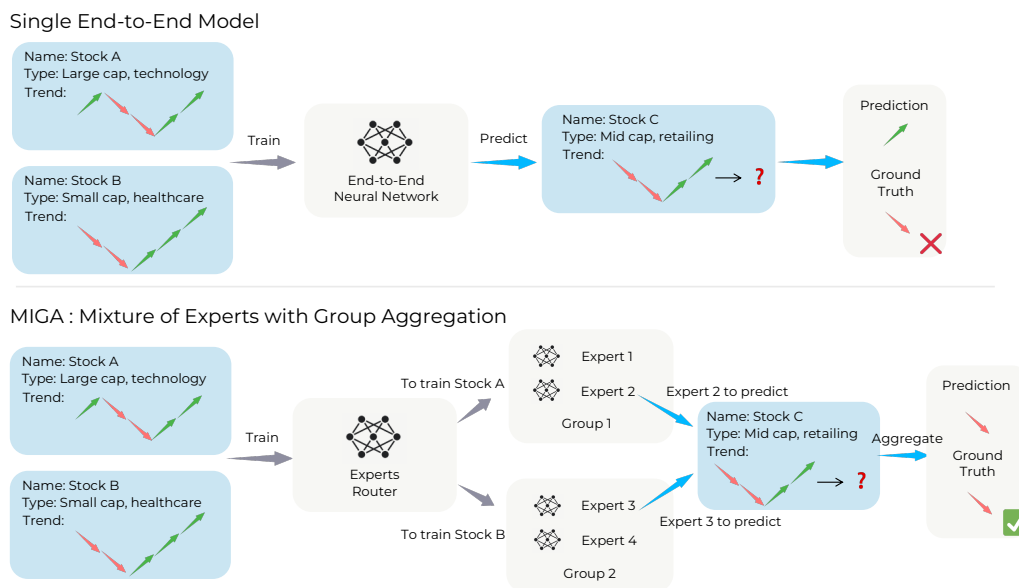 Single End-to-End Model
Name: Stock A
Type: Large cap, technology
Trend:
Name: Stock B
Type: Small cap, healthcare
Trend:
Train
End-to-End
Neural Network
Predict
Name: Stock C
Type: Mid cap, retailing
Trend:
?
Prediction
Ground
Truth
MIGA : Mixture of Experts with Group Aggregation
Name: Stock A
Type: Large cap, technology
Trend:
Name: Stock B
Type: Small cap, healthcare
Trend:
Train
Experts
Router
To train Stock A
To train Stock B
Expert 1
Expert 2
Group 1
Expert 3
Expert 4
Group 2
Expert 2 to predict
Expert 3 to predict
Name: Stock C
Type: Mid cap, retailing
Trend:
?
Aggregate
Prediction
Ground
Truth